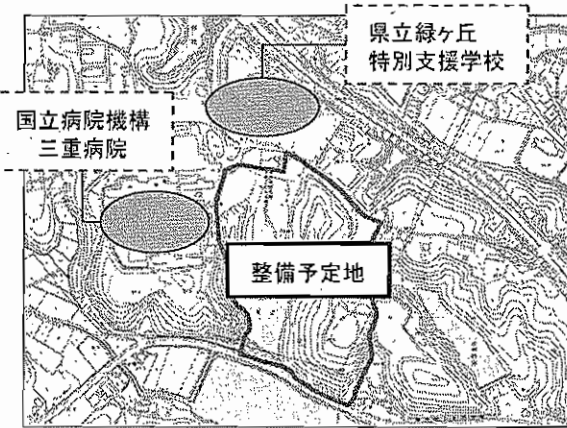 県立緑ヶ丘
特別支援学校
国立病院機構
三重病院
整備予定地